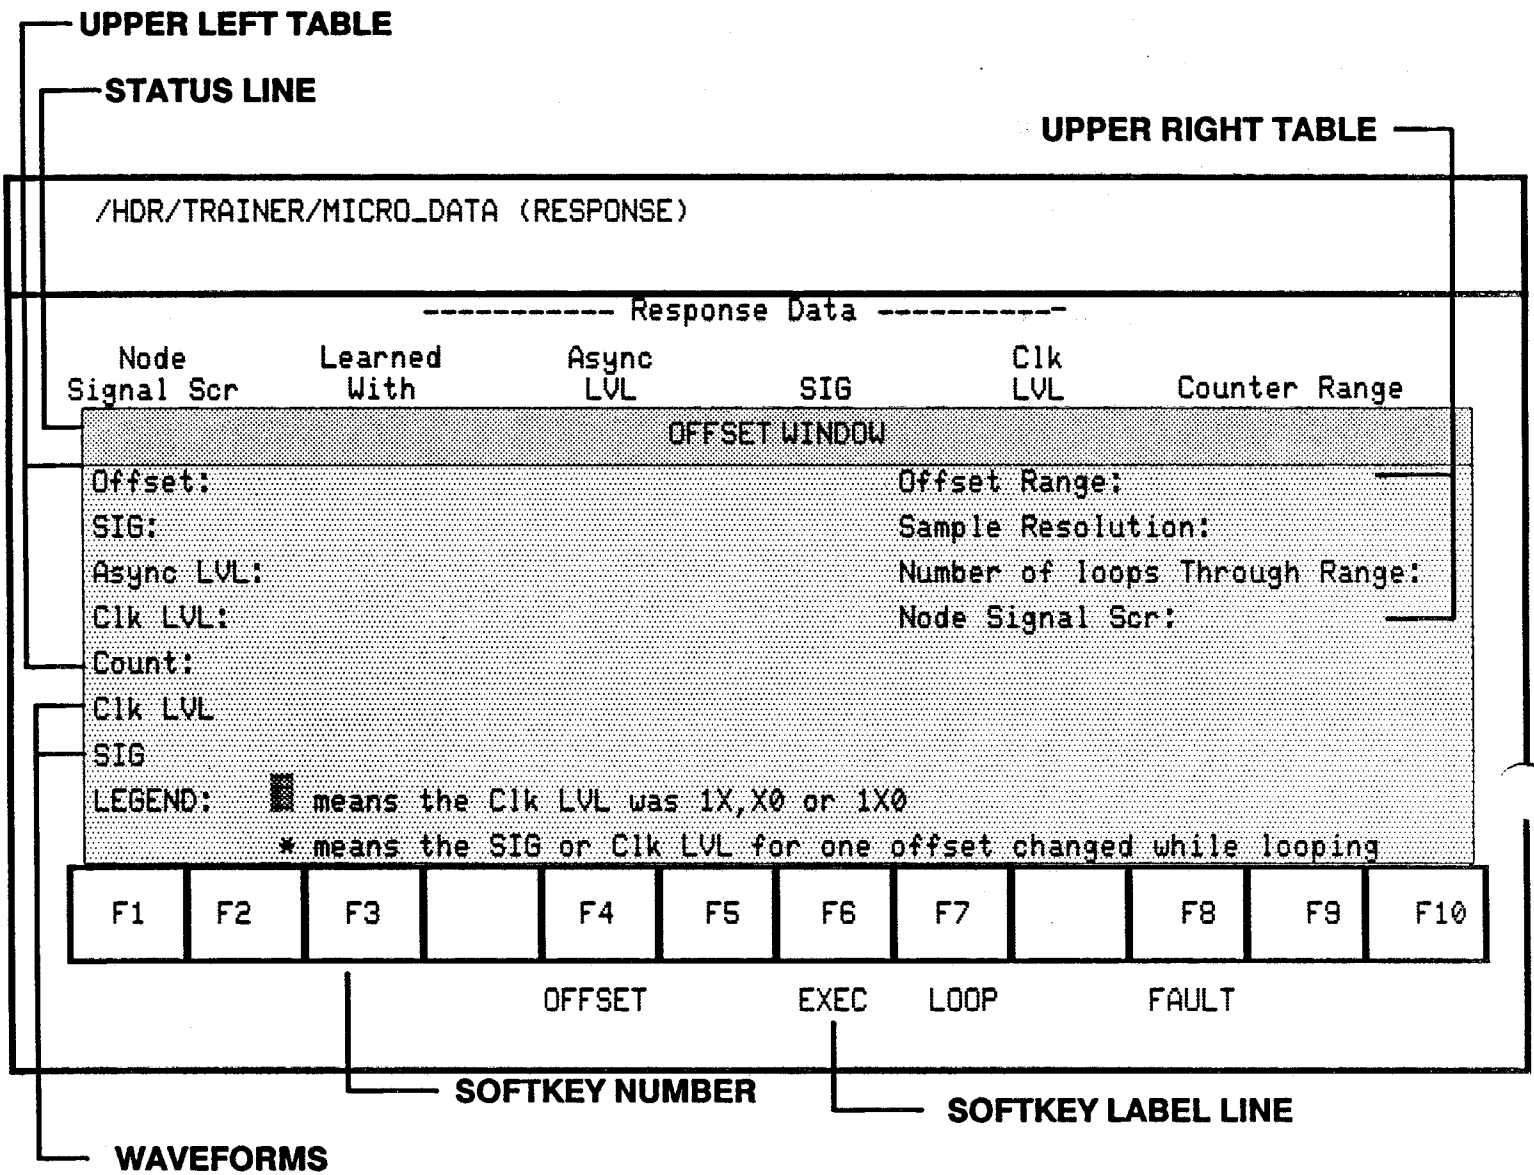 UPPER LEFT TABLE
STATUS LINE
UPPER RIGHT TABLE
/HDR/TRAINER/MICRO_DATA (RESPONSE)
----------- Response Data -----------
Node Learned Async Clk
Signal Scr With LVL SIG LVL Counter Range
OFFSET WINDOW
Offset: Offset Range:
SIG: Sample Resolution:
Async LVL: Number of loops Through Range:
Clk LVL: Node Signal Scr:
Count:
Clk LVL
SIG
LEGEND: means the Clk LVL was 1X,X0 or 1X0
* means the SIG or Clk LVL for one offset changed while looping
F1 F2 F3 F4 F5 F6 F7 F8 F9 F10
OFFSET EXEC LOOP FAULT
SOFTKEY NUMBER
SOFTKEY LABEL LINE
WAVEFORMS